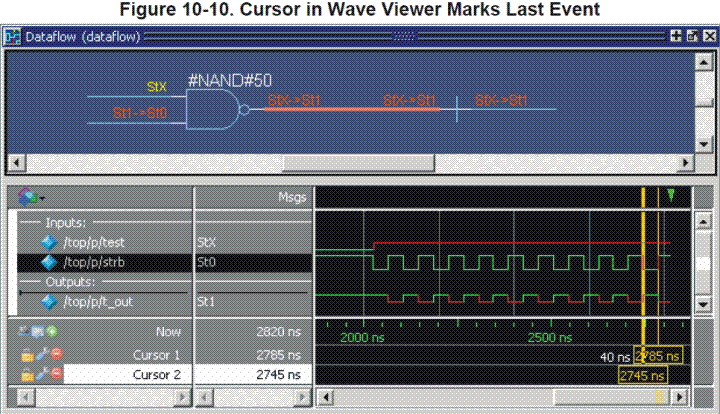 Figure 10-10. Cursor in Wave Viewer Marks Last Event
Dataflow (dataflow)
#NAND#50
StX
StX->St1 StX->St1 StX->St1
St1->St0
Msgs
Inputs:
/top/p/test StX
/top/p/strb St0
Outputs:
/top/p/t_out St1
Now 2820 ns 2000 ns 2500 ns
Cursor 1 2785 ns 40 ns 2785 ns
Cursor 2 2745 ns 2745 ns